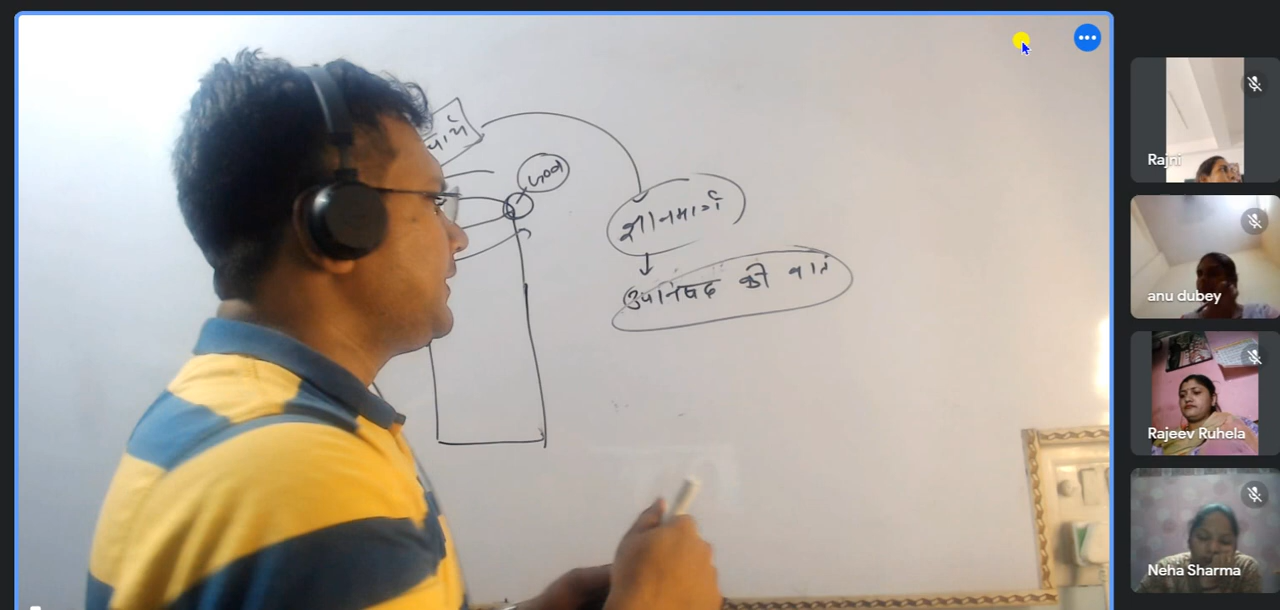 ज्ञानमार्ग
उपनिषद की बात
Rajni
anu dubey
Rajeev Ruhela
Neha Sharma